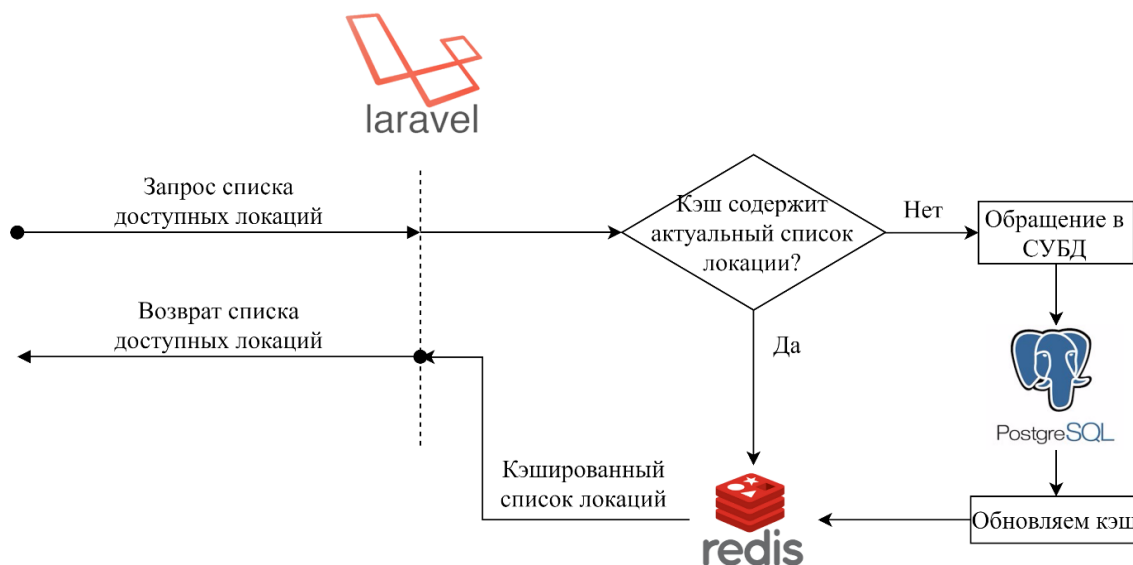 laravel
Запрос списка
доступных локаций
Кэш содержит
актуальный список
локации?
Нет
Обращение в
СУБД
Возврат списка
доступных локаций
Да
PostgreSQL
Кэшированный
список локаций
redis
Обновляем кэш